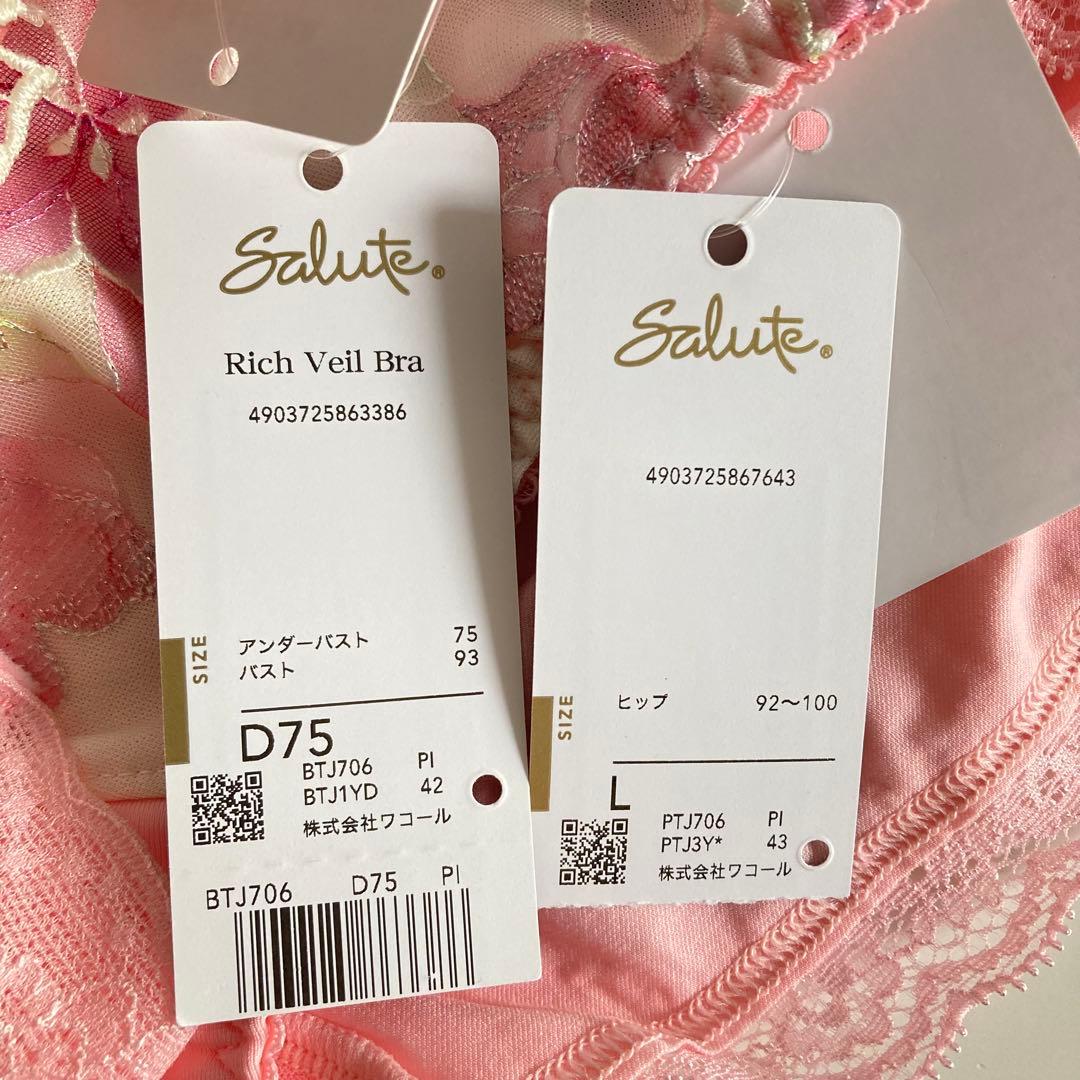 Salute®
Rich Veil Bra
4903725863386
SIZE
アンダーバスト 75
バスト 93
D75
BTJ706 PI
BTJ1YD 42
株式会社ワコール
BTJ706 D75 PI
Salute®
4903725867643
SIZE
ヒップ 92〜100
L
PTJ706 PI
PTJ3Y* 43
株式会社ワコール